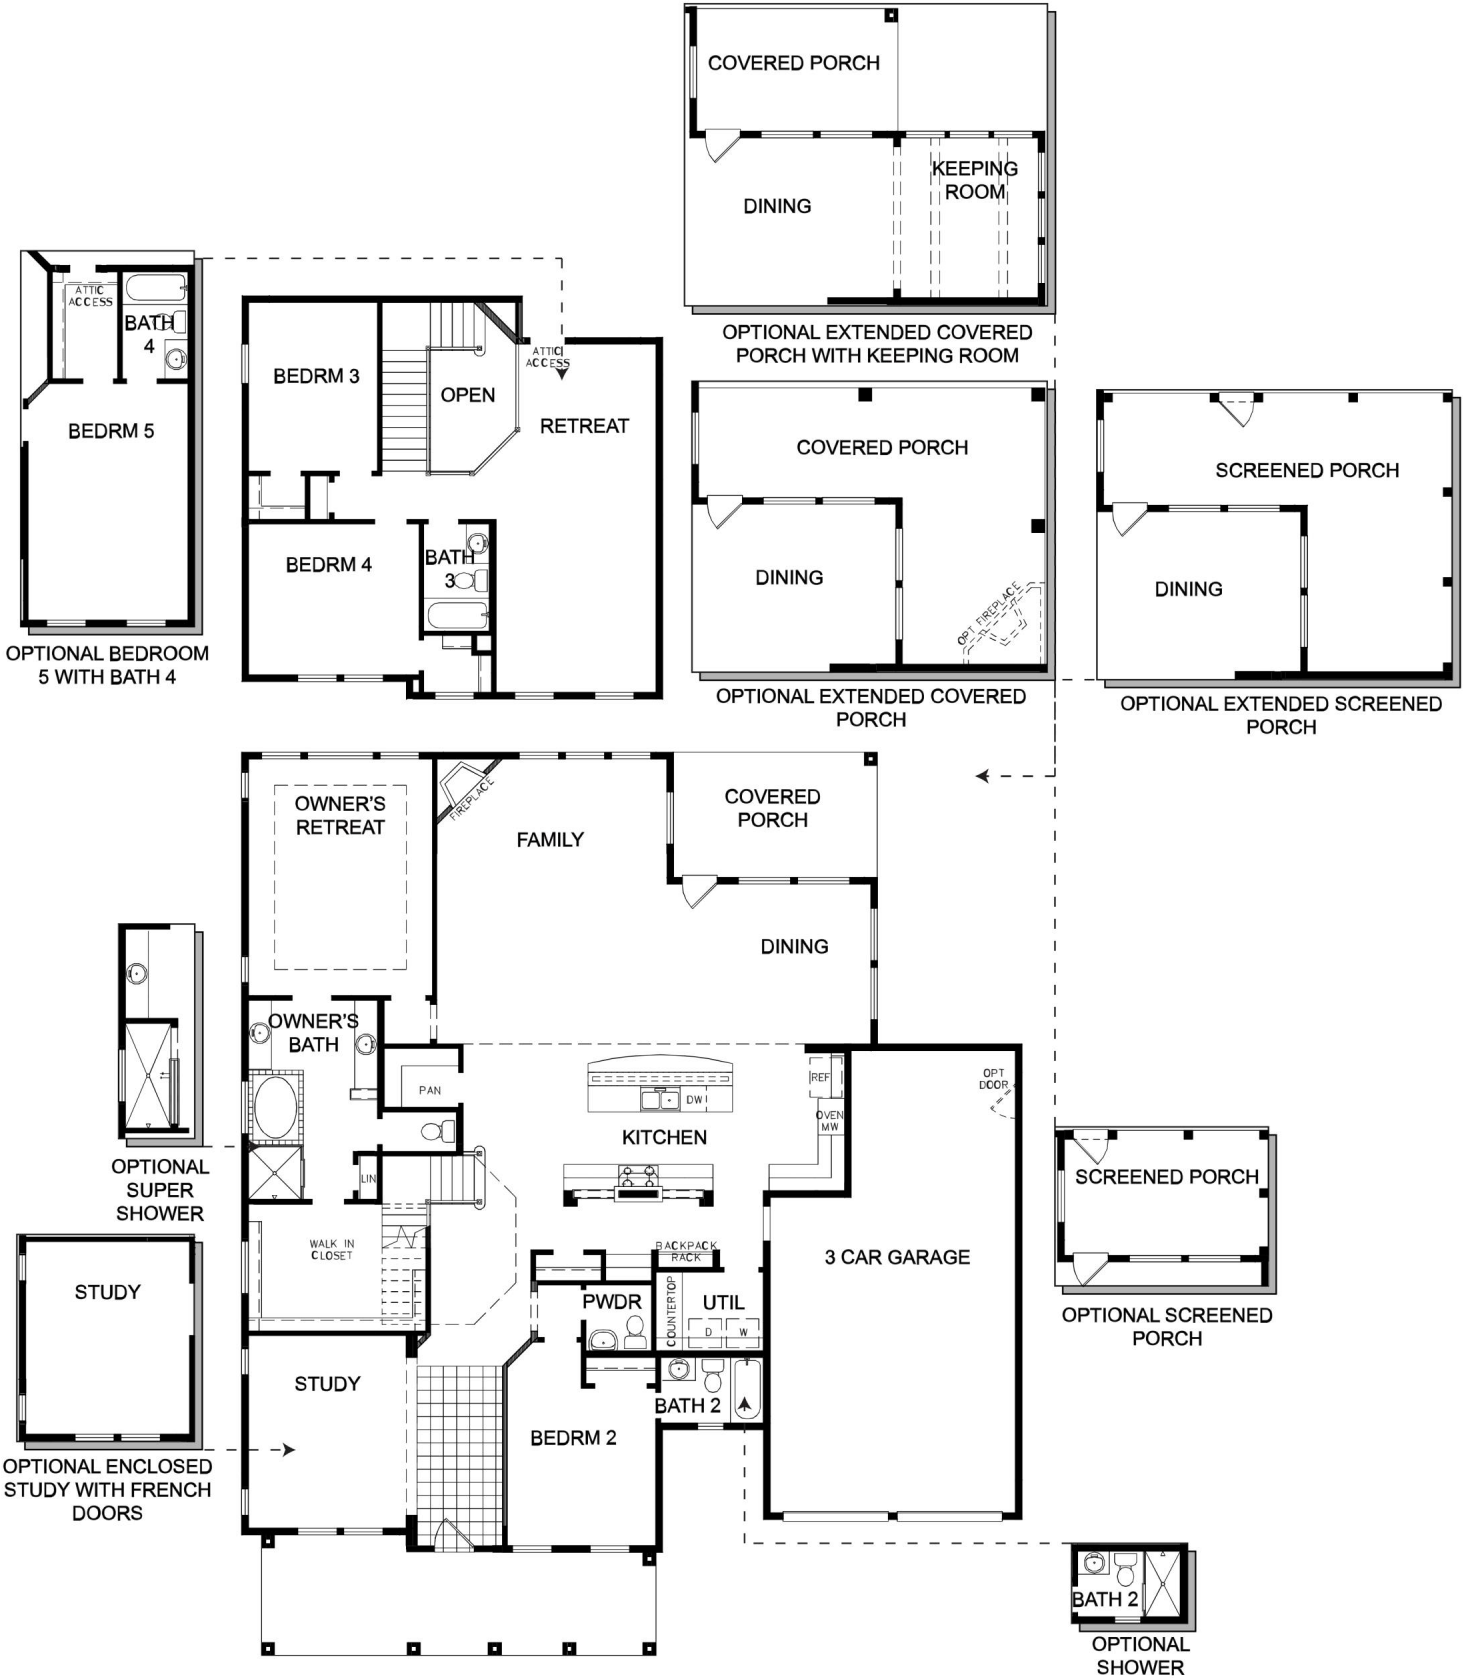 COVERED PORCH
KEEPING
ROOM
DINING
OPTIONAL EXTENDED COVERED
PORCH WITH KEEPING ROOM
ATTIC
ACCESS
BATH
4
BEDRM 5
OPTIONAL BEDROOM
5 WITH BATH 4
BEDRM 3
OPEN
ATTIC
ACCESS
RETREAT
BEDRM 4
BATH
3
COVERED PORCH
DINING
OPT FIREPLACE
OPTIONAL EXTENDED COVERED
PORCH
SCREENED PORCH
DINING
OPTIONAL EXTENDED SCREENED
PORCH
OWNER'S
RETREAT
FIREPLACE
FAMILY
COVERED
PORCH
DINING
OWNER'S
BATH
PAN
REF
OPT
DOOR
DW
OVEN
MW
KITCHEN
LIN
OPTIONAL
SUPER
SHOWER
SCREENED PORCH
OPTIONAL SCREENED
PORCH
WALK IN
CLOSET
BACKPACK
RACK
3 CAR GARAGE
STUDY
OPTIONAL ENCLOSED
STUDY WITH FRENCH
DOORS
PWDR
COUNTERTOP
UTIL
D
W
STUDY
BATH 2
BEDRM 2
BATH 2
OPTIONAL
SHOWER